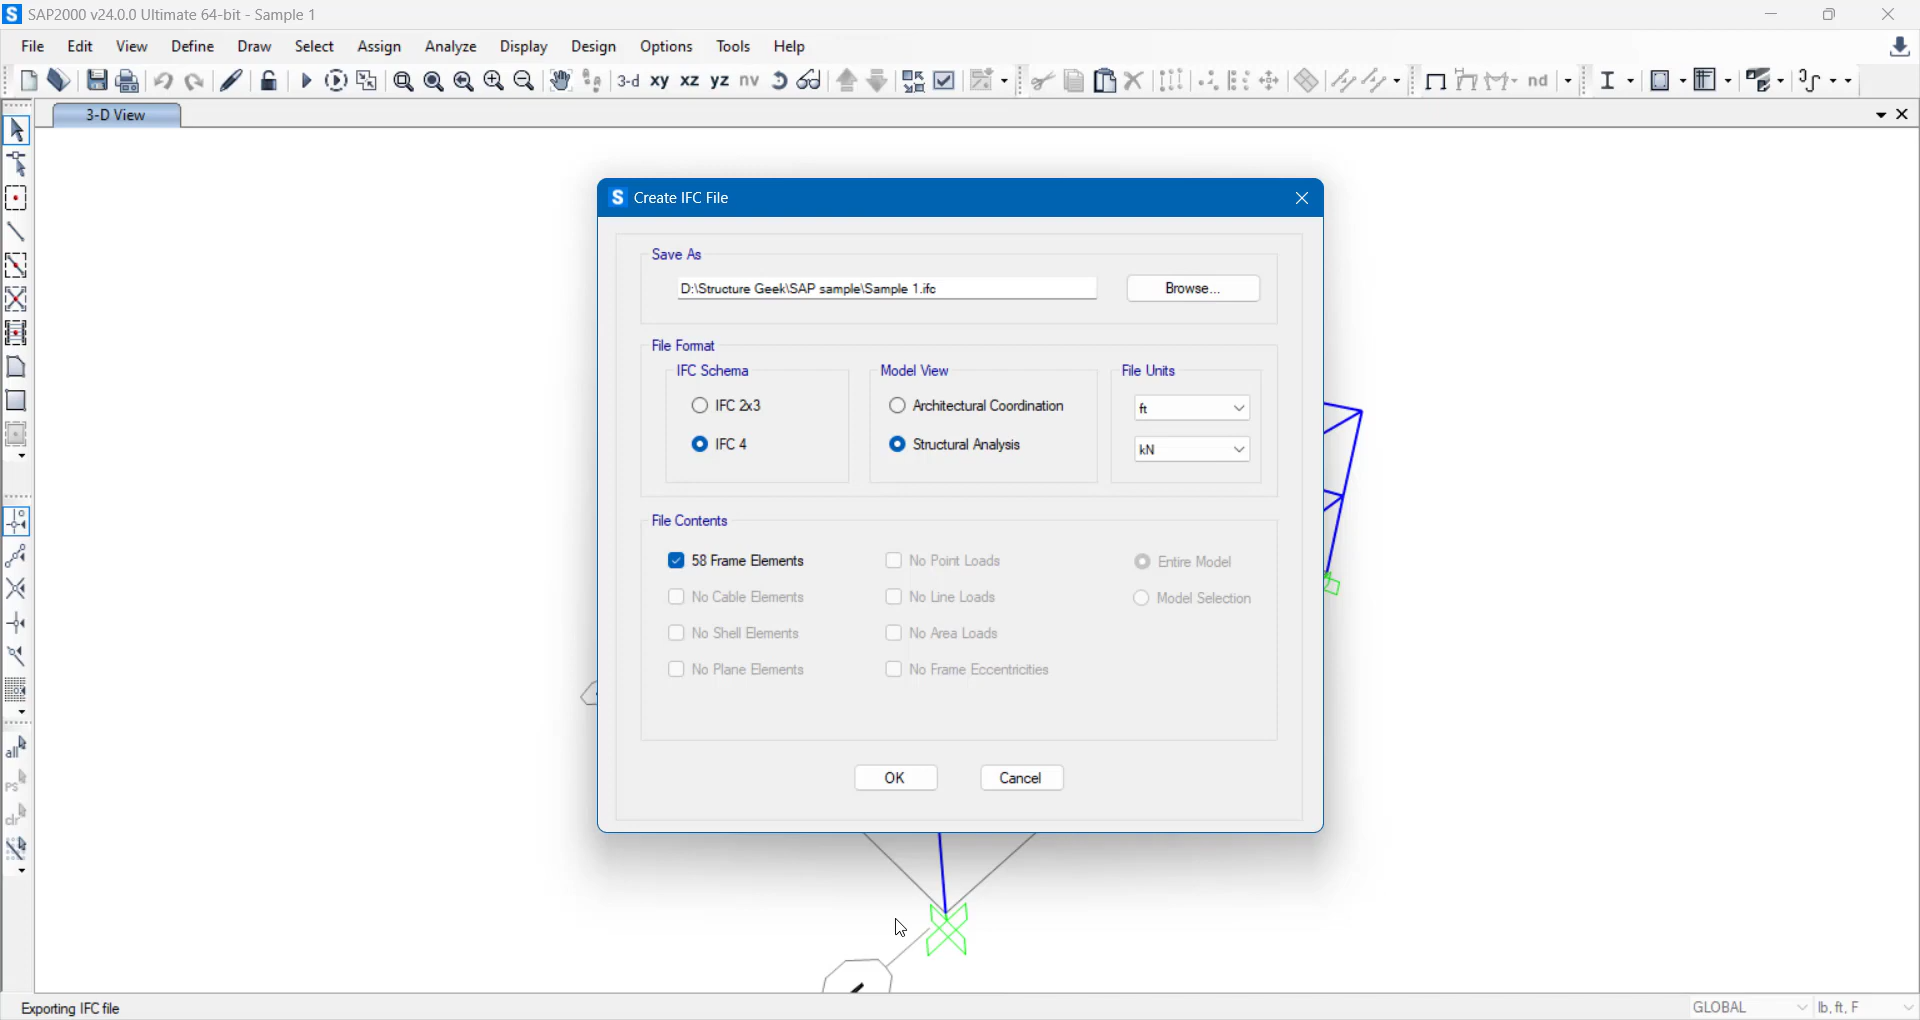 S SAP2000 v24.0.0 Ultimate 64-bit - Sample 1
File Edit View Define Draw Select Assign Analyze Display Design Options Tools Help
3-d xy xz yz nv nd
3-D View
S Create IFC File
Save As
D:\Structure Geek\SAP sample\Sample 1.ifc Browse...
File Format
IFC Schema Model View File Units
IFC 2x3 Architectural Coordination ft
IFC 4 Structural Analysis kN
File Contents
58 Frame Elements No Point Loads Entire Model
No Cable Elements No Line Loads Model Selection
No Shell Elements No Area Loads
No Plane Elements No Frame Eccentricities
all
ps
clr
OK Cancel
Exporting IFC file GLOBAL lb, ft, F